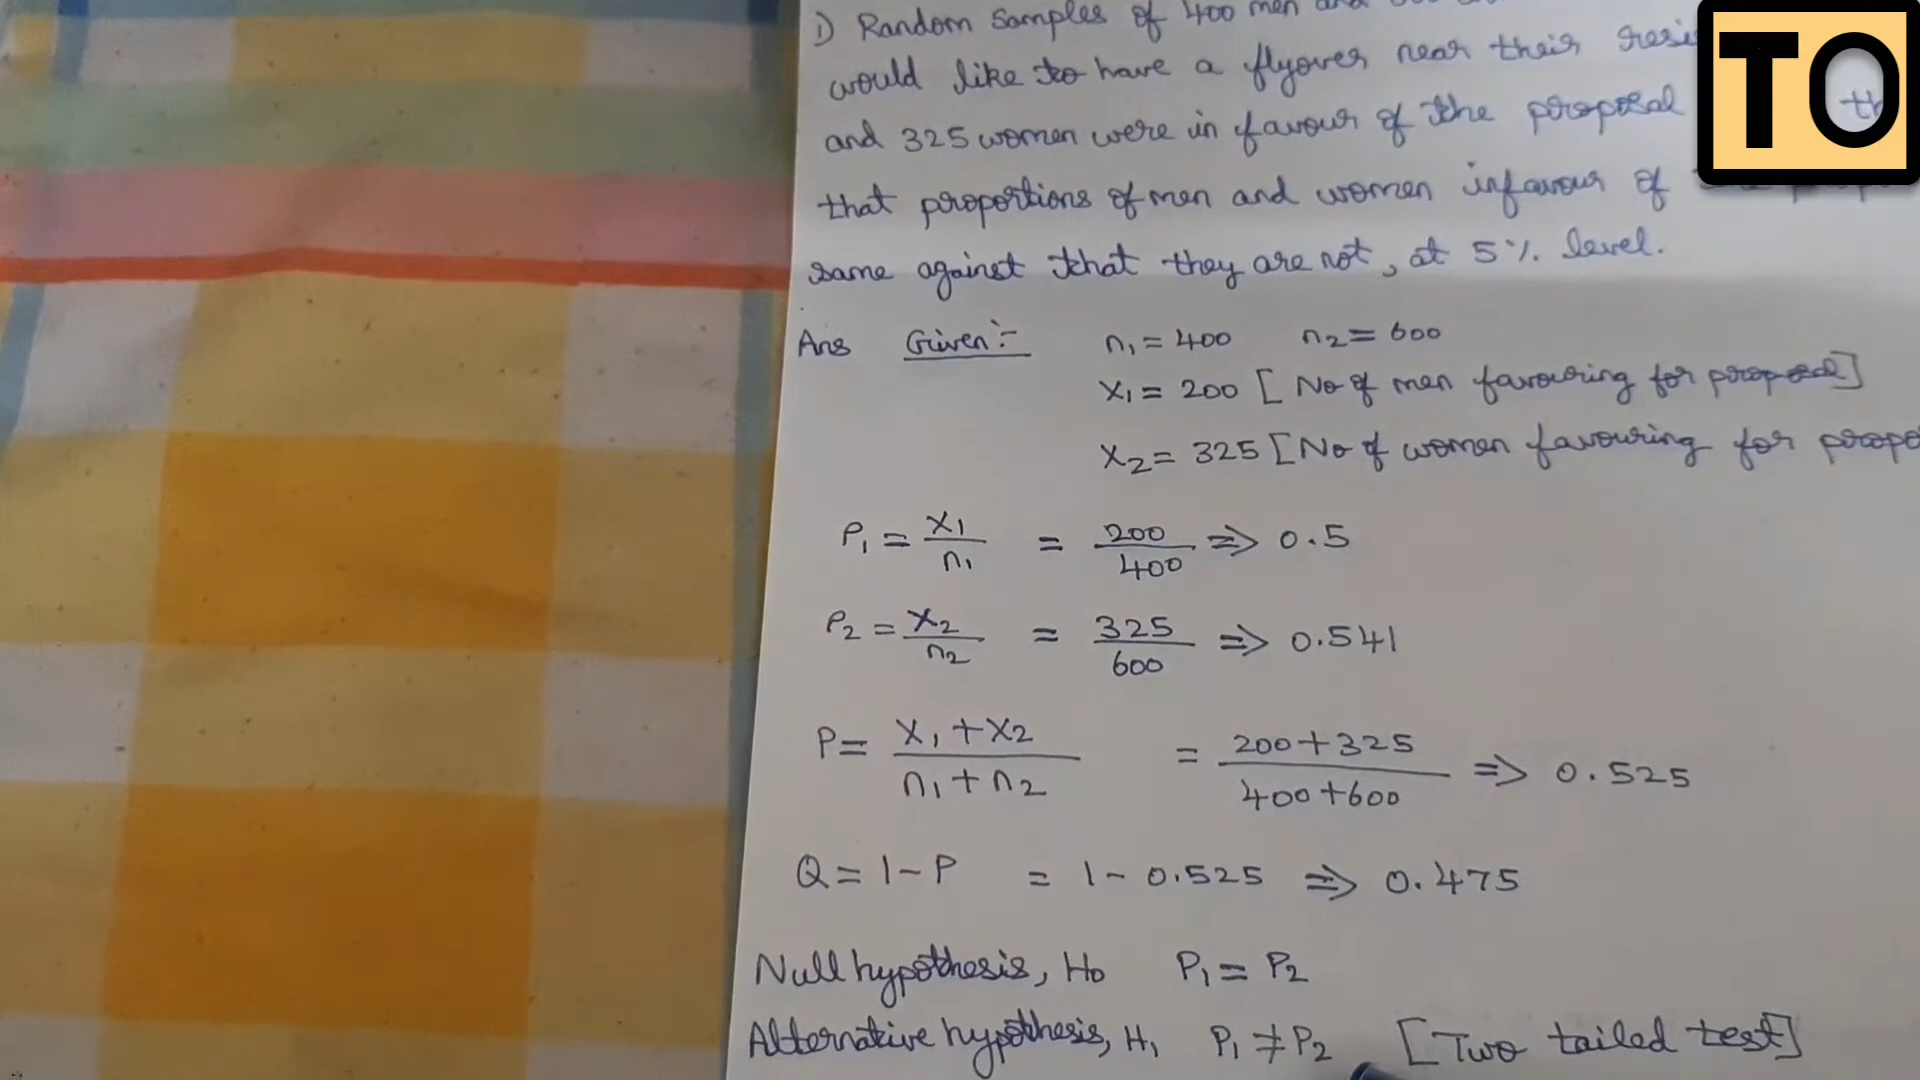 1) Random Samples of 400 men and
would like to have a flyover near their
and 325 women were in favour of the proposal
that proportions of men and women infavour of
same against that they are not, at 5% level.
Ans Given:- n₁ = 400 n₂ = 600
X₁ = 200 [No of men favouring for proposal]
X₂ = 325 [No of women favouring for
P₁ = X₁/n₁ = 200/400 ⇒ 0.5
P₂ = X₂/n₂ = 325/600 ⇒ 0.541
P = X₁+X₂/n₁+n₂ = 200+325/400+600 ⇒ 0.525
Q = 1-P = 1-0.525 ⇒ 0.475
Null hypothesis, H₀ P₁ = P₂
Alternative hypothesis, H₁ P₁ ≠ P₂ [Two tailed test]
TO